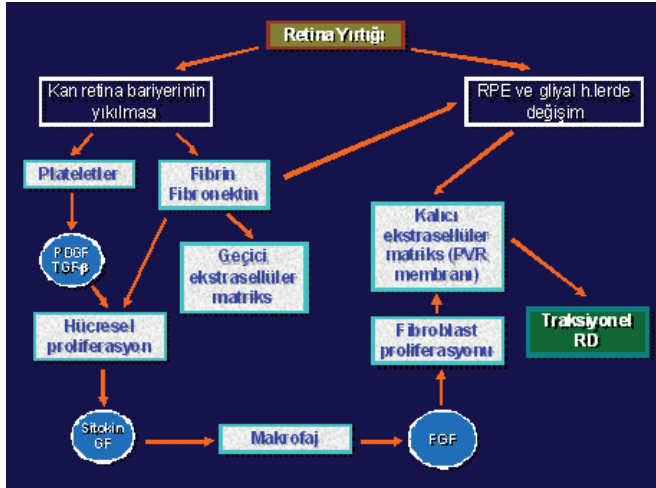 Retina Yırtığı
Kan retina bariyerinin
yıkılması
RPE ve gliyal h.lerde
değişim
Plateletler
Fibrin
Fibronektin
Kalıcı
ekstrasellüler
matriks (PVR
membranı)
PDGF
TGFβ
Geçici
ekstrasellüler
matriks
Hücresel
proliferasyon
Fibroblast
proliferasyonu
Traksiyonel
RD
Sitokin
GF
Makrofaj
FGF